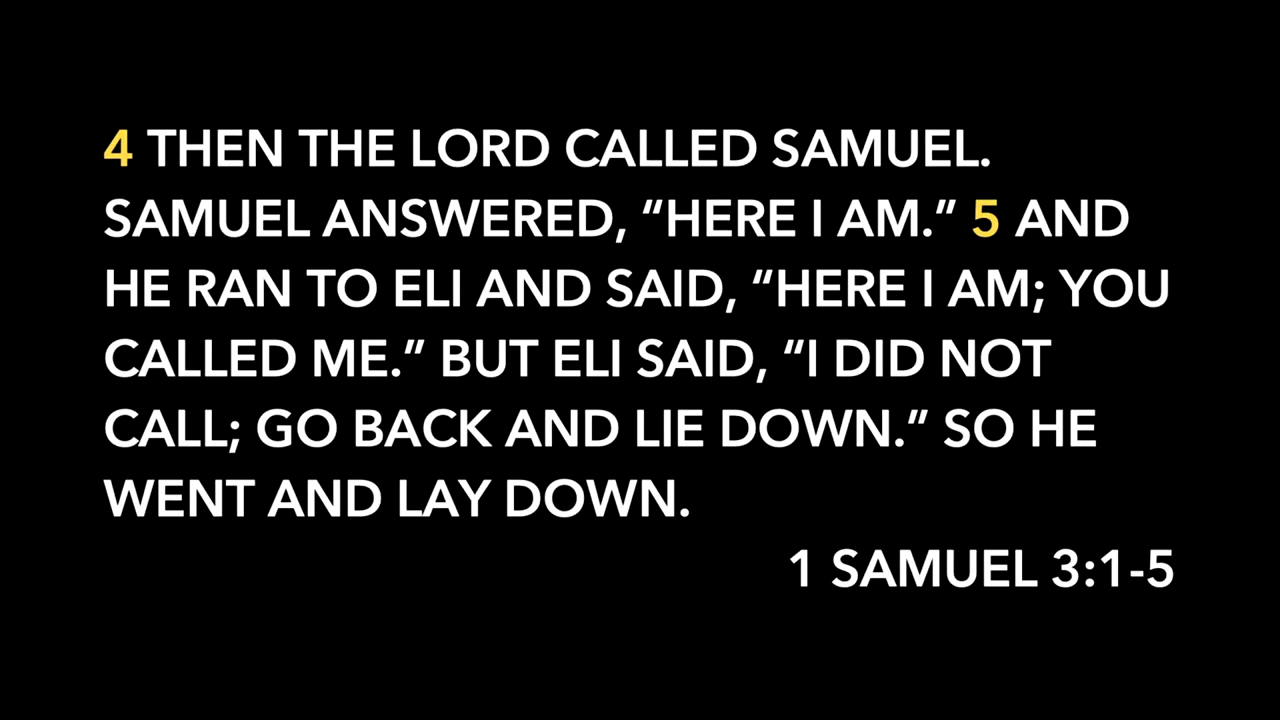 4 THEN THE LORD CALLED SAMUEL.
SAMUEL ANSWERED, “HERE I AM.” 5 AND
HE RAN TO ELI AND SAID, “HERE I AM; YOU
CALLED ME.” BUT ELI SAID, “I DID NOT
CALL; GO BACK AND LIE DOWN.” SO HE
WENT AND LAY DOWN.
1 SAMUEL 3:1-5